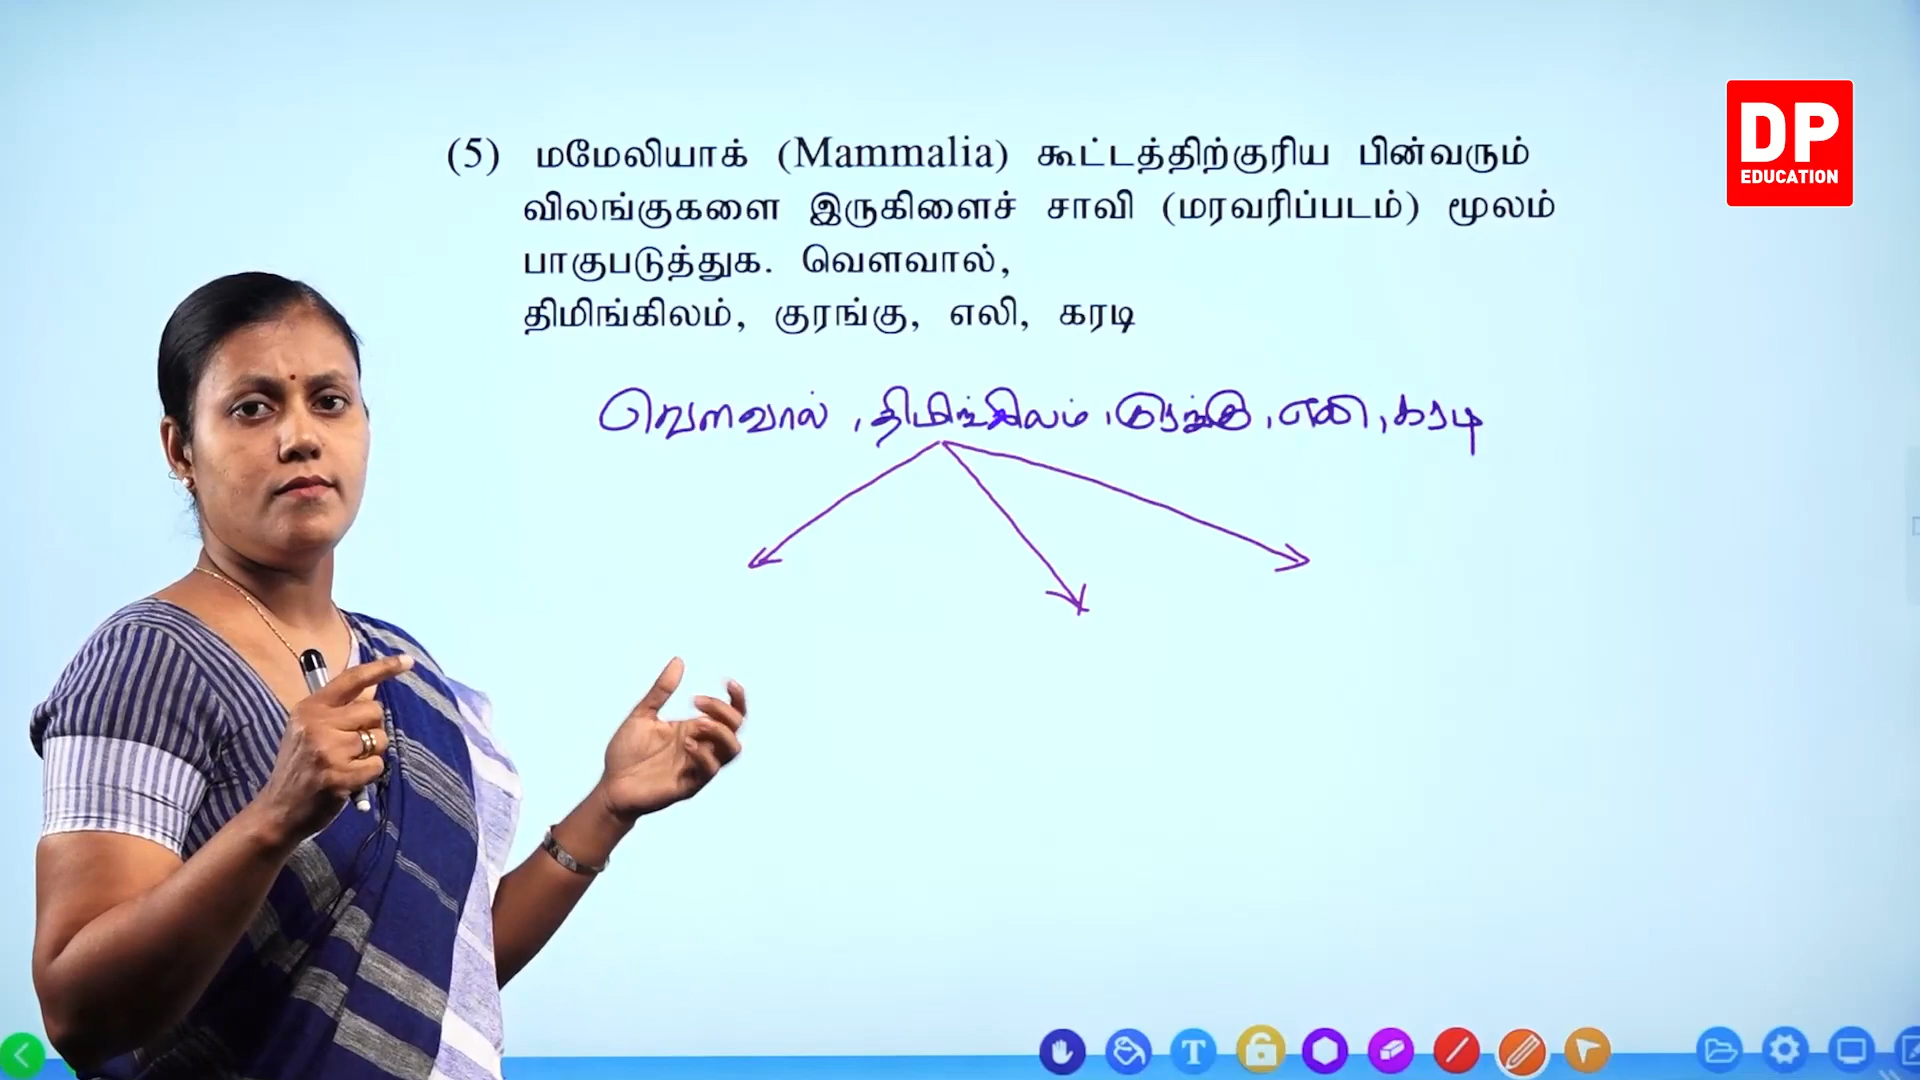 DP
EDUCATION
(5) மமேலியாக் (Mammalia) கூட்டத்திற்குரிய பின்வரும்
விலங்குகளை இருகிளைச் சாவி (மரவரிப்படம்) மூலம்
பாகுபடுத்துக. வௌவால்,
திமிங்கிலம், குரங்கு, எலி, கரடி
வௌவால் , திமிங்கிலம் , குரங்கு , எலி , கரடி
T